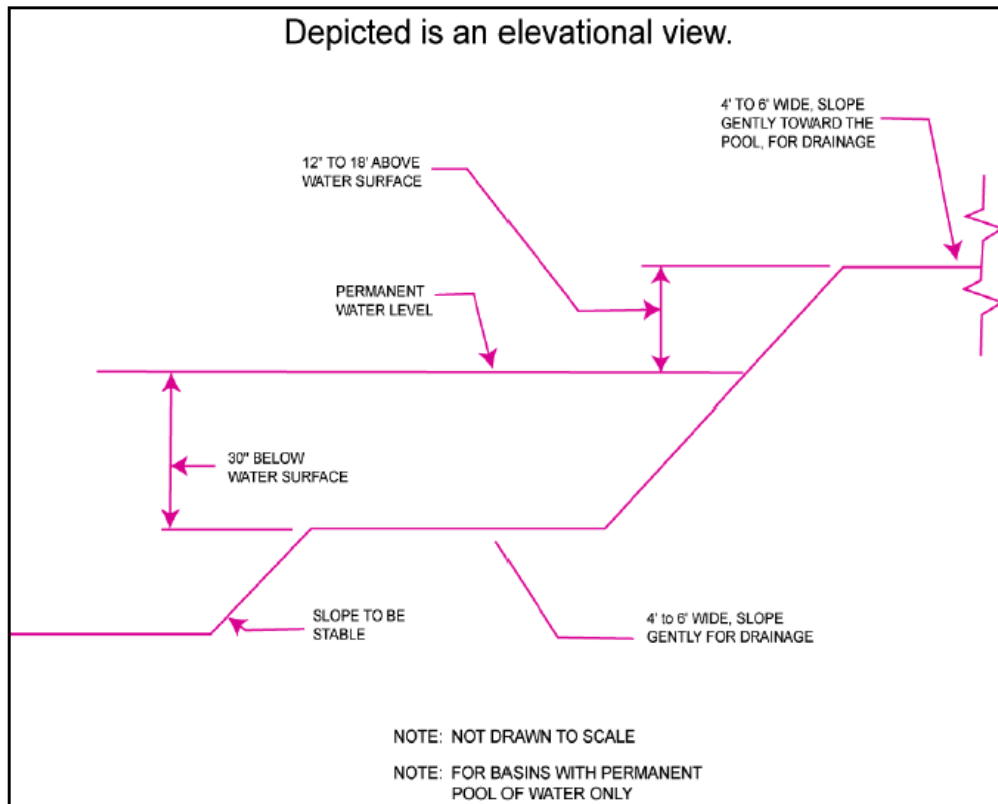 Depicted is an elevational view.
4' TO 6' WIDE, SLOPE
GENTLY TOWARD THE
POOL, FOR DRAINAGE
12" TO 18' ABOVE
WATER SURFACE
PERMANENT
WATER LEVEL
30" BELOW
WATER SURFACE
SLOPE TO BE
STABLE
4' to 6' WIDE, SLOPE
GENTLY FOR DRAINAGE
NOTE: NOT DRAWN TO SCALE
NOTE: FOR BASINS WITH PERMANENT
POOL OF WATER ONLY